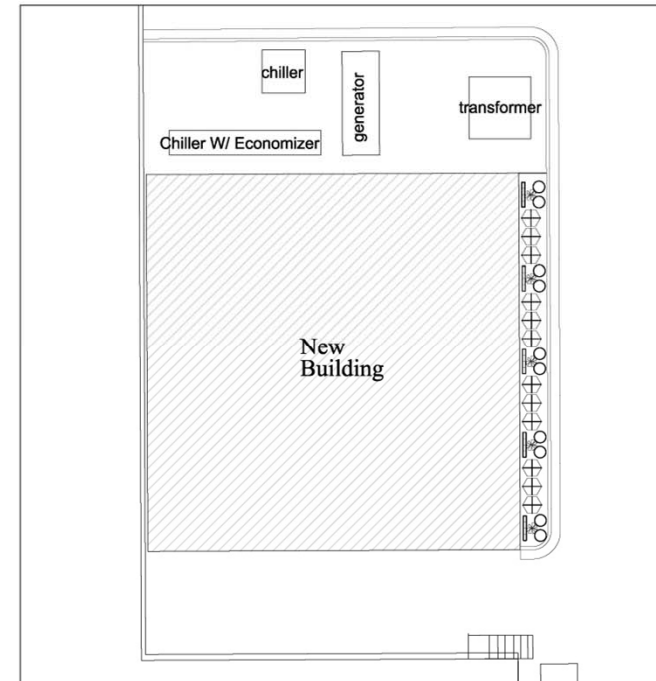 chiller
generator
transformer
Chiller W/ Economizer
New
Building